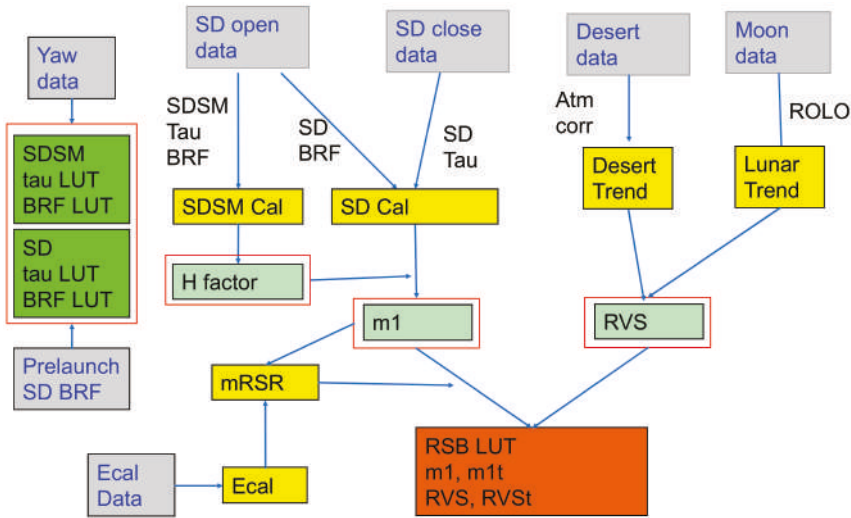 Yaw
data
SD open
data
SD close
data
Desert
data
Moon
data
SDSM
Tau
BRF
SD
BRF
SD
Tau
Atm
corr
ROLO
SDSM
tau LUT
BRF LUT
SD
tau LUT
BRF LUT
SDSM Cal
SD Cal
Desert
Trend
Lunar
Trend
H factor
m1
RVS
Prelaunch
SD BRF
mRSR
RSB LUT
m1, m1t
RVS, RVSt
Ecal
Data
Ecal